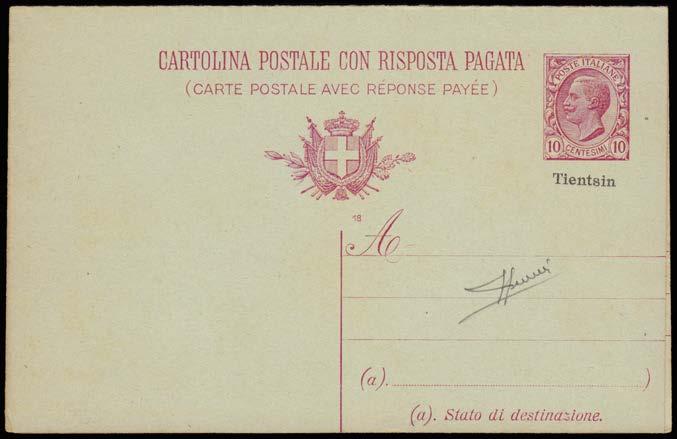 CARTOLINA POSTALE CON RISPOSTA PAGATA
(CARTE POSTALE AVEC RÉPONSE PAYÉE)
POSTE ITALIANE
10 CENTESIMI 10
Tientsin
18
A
(a). )
(a). Stato di destinazione.